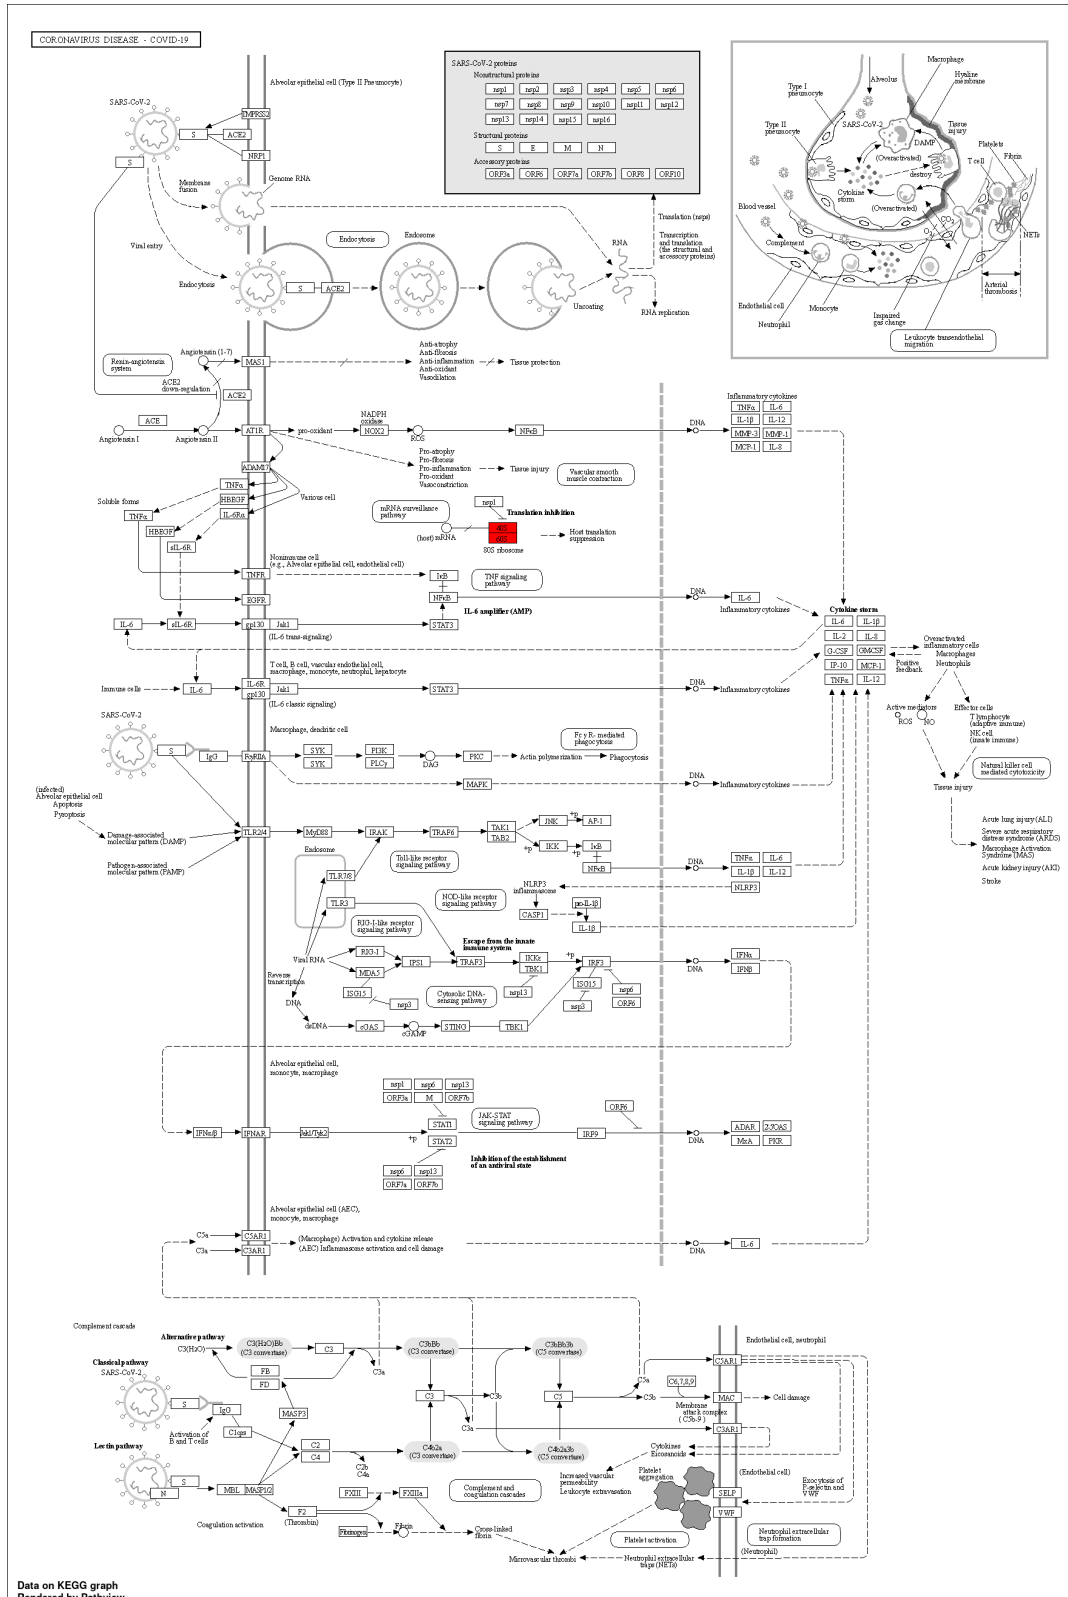 CORONAVIRUS DISEASE - COVID-19
Alveolar epithelial cell (Type II Pneumocyte)
SARS-CoV-2
TMPRSS2
S
ACE2
NRP1
S
Membrane
fusion
Genome RNA
Viral entry
Endocytosis
Endocytosis
Endosome
S
ACE2
Uncoating
RNA
Translation (nsps)
Transcription
and translation
(the structural and
accessory proteins)
RNA replication
SARS-CoV-2 proteins
Nonstructural proteins
nsp1 nsp2 nsp3 nsp4 nsp5 nsp6
nsp7 nsp8 nsp9 nsp10 nsp11 nsp12
nsp13 nsp14 nsp15 nsp16
Structural proteins
S E M N
Accessory proteins
ORF3a ORF6 ORF7a ORF7b ORF8 ORF10
Macrophage
Hyaline
membrane
Alveolus
Type I
pneumocyte
Type II
pneumocyte
SARS-CoV-2
DAMP
Tissue
injury
Platelets
Fibrin
T cell
(Overactivated)
destroy
Cytokine
storm
(Overactivated)
Blood vessel
O2
CO2
NETs
Complement
Endothelial cell
Neutrophil
Monocyte
Impaired
gas change
Arterial
thrombosis
Leukocyte transendothelial
migration
Renin-angiotensin
system
Angiotensin (1-7)
MAS1
Anti-atrophy
Anti-fibrosis
Anti-inflammation
Anti-oxidant
Vasodilation
Tissue protection
ACE2
down-regulation
ACE2
ACE
Angiotensin I
Angiotensin II
AT1R
pro-oxidant
NADPH
oxidase
NOX2
ROS
NFκB
DNA
Inflammatory cytokines
TNFα IL-6
IL-1β IL-12
MMP-3 MMP-1
MCP-1 IL-8
Pro-atrophy
Pro-fibrosis
Pro-inflammation
Pro-oxidant
Vasoconstriction
Tissue injury
Vascular smooth
muscle contraction
ADAM17
TNFα
HBEGF
IL-6Rα
Various cell
Soluble forms
TNFα
HBEGF
sIL-6R
mRNA surveillance
pathway
nsp1
Translation inhibition
(host) mRNA
40S
60S
80S ribosome
Host translation
suppression
Nonimmune cell
(e.g., Alveolar epithelial cell, endothelial cell)
TNFR
IκB
NFκB
TNF signaling
pathway
EGFR
IL-6 amplifier (AMP)
DNA
IL-6
Inflammatory cytokines
IL-6
sIL-6R
gp130
Jak1
STAT3
(IL-6 trans-signaling)
Cytokine storm
IL-6 IL-1β
IL-2 IL-8
G-CSF GMCSF
IP-10 MCP-1
TNFα IL-12
Positive
feedback
Overactivated
inflammatory cells
Macrophages
Neutrophils
T cell, B cell, vascular endothelial cell,
macrophage, monocyte, neutrophil, hepatocyte
Immune cells
IL-6
IL-6R
gp130
Jak1
STAT3
(IL-6 classic signaling)
DNA
Inflammatory cytokines
Active mediators
ROS
NO
Effector cells
T lymphocyte
(adaptive immune)
NK cell
(innate immune)
Natural killer cell
mediated cytotoxicity
Tissue injury
Acute lung injury (ALI)
Severe acute respiratory
distress syndrome (ARDS)
Macrophage Activation
Syndrome (MAS)
Acute kidney injury (AKI)
Stroke
SARS-CoV-2
Macrophage, dendritic cell
S
IgG
FcγRIIA
SYK
SYK
PI3K
PLCγ
DAG
PKC
Actin polymerization
Phagocytosis
Fc γ R- mediated
phagocytosis
MAPK
DNA
Inflammatory cytokines
(infected)
Alveolar epithelial cell
Apoptosis
Pyroptosis
Damage-associated
molecular pattern (DAMP)
Pathogen-associated
molecular pattern (PAMP)
TLR2/4
MyD88
IRAK
TRAF6
TAK1
TAB2
+p
JNK
+p
AP-1
+p
IKK
+p
IκB
NFκB
DNA
TNFα IL-6
IL-1β IL-12
NLRP3
Endosome
TLR7/8
TLR3
Toll-like receptor
signaling pathway
NOD-like receptor
signaling pathway
RIG-I-like receptor
signaling pathway
NLRP3
inflammasome
CASP1
pro-IL-1β
IL-1β
Escape from the innate
immune system
Viral RNA
RIG-I
MDA5
IPS1
TRAF3
IKKε
TBK1
+p
IRF3
DNA
IFNα
IFNβ
ISG15
nsp3
nsp13
ISG15
nsp3
nsp6
ORF6
Reverse
transcription
DNA
Cytosolic DNA-
sensing pathway
dsDNA
cGAS
cGAMP
STING
TBK1
Alveolar epithelial cell,
monocyte, macrophage
nsp1 nsp6 nsp13
ORF3a M ORF7b
IFNα/β
IFNAR
Jak1/Tyk2
+p
STAT1
STAT2
JAK-STAT
signaling pathway
ORF6
IRF9
DNA
ADAR 2,5'OAS
MxA PKR
nsp6 nsp13
ORF7a ORF7b
Inhibition of the establishment
of an antiviral state
Alveolar epithelial cell (AEC),
monocyte, macrophage
C5a
C3a
C5AR1
C3AR1
(Macrophage) Activation and cytokine release
(AEC) Inflammasome activation and cell damage
DNA
IL-6
Complement cascade
Alternative pathway
C3(H2O)
C3(H2O)Bb
(C3 convertase)
C3
C3a
C3bBb
(C3 convertase)
C3bBb3b
(C5 convertase)
FB
FD
Classical pathway
SARS-CoV-2
S
IgG
Activation of
B and T cells
C1qrs
MASP3
C3
C3b
C3a
C5
C5a
C5b
C6,7,8,9
Membrane
attack complex
( C5b-9 )
Endothelial cell, neutrophil
C5AR1
MAC
Cell damage
C3AR1
Lectin pathway
S
N
MBL
MASP1/2
C2
C4
C2b
C4a
C4b2a
(C3 convertase)
C4b2a3b
(C5 convertase)
Cytokines
Eicosanoids
Increased vascular
permeability
Leukocyte extravasation
Platelet
aggregation
(Endothelial cell)
SELP
VWF
Exocytosis of
P-selectin and
VWF
Coagulation activation
F2
(Thrombin)
FXIII
FXIIIa
Fibrinogen
Fibrin
Cross-linked
fibrin
Complement and
coagulation cascades
Platelet activation
Neutrophil extracellular
trap formation
(Neutrophil)
Microvascular thrombi
Neutrophil extracellular
traps (NETs)
Data on KEGG graph
Rendered by Pathview